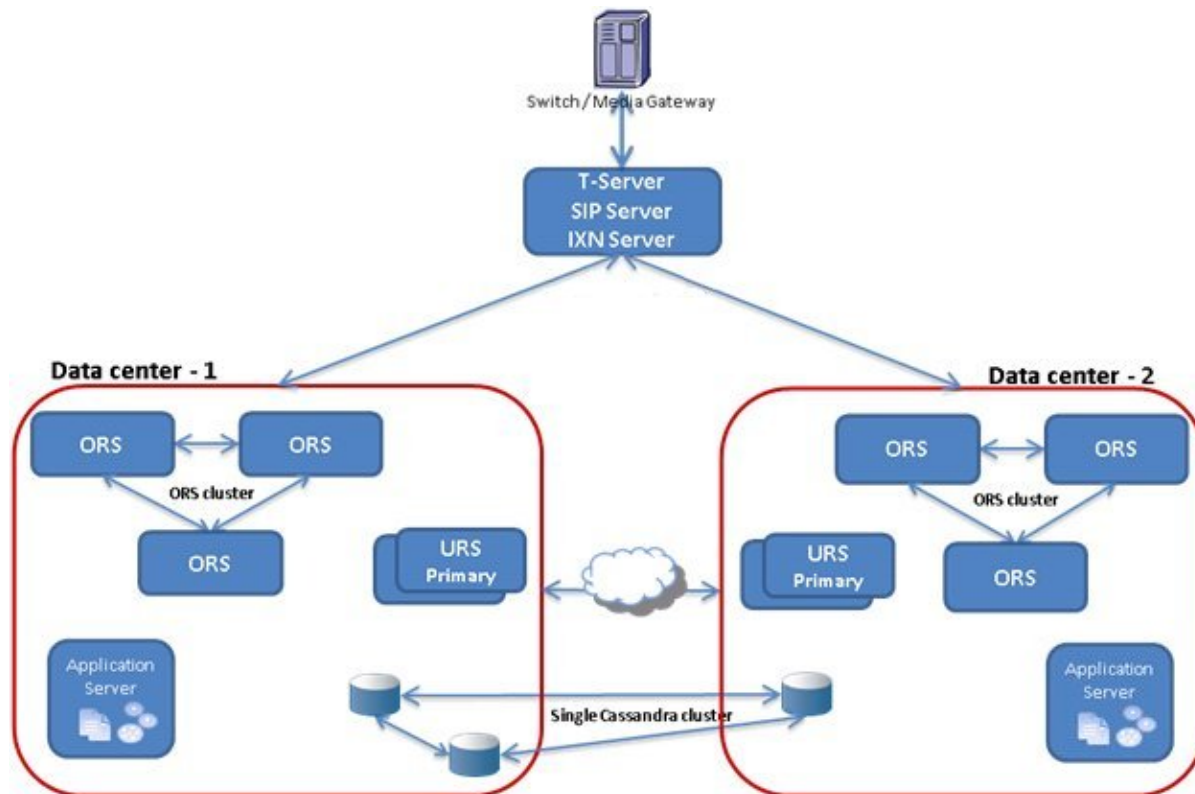 Switch / Media Gateway
T-Server
SIP Server
IXN Server
Data center - 1
ORS
ORS
ORS cluster
ORS
URS
Primary
Application
Server
Data center - 2
ORS
ORS
ORS cluster
ORS
URS
Primary
Application
Server
Single Cassandra cluster